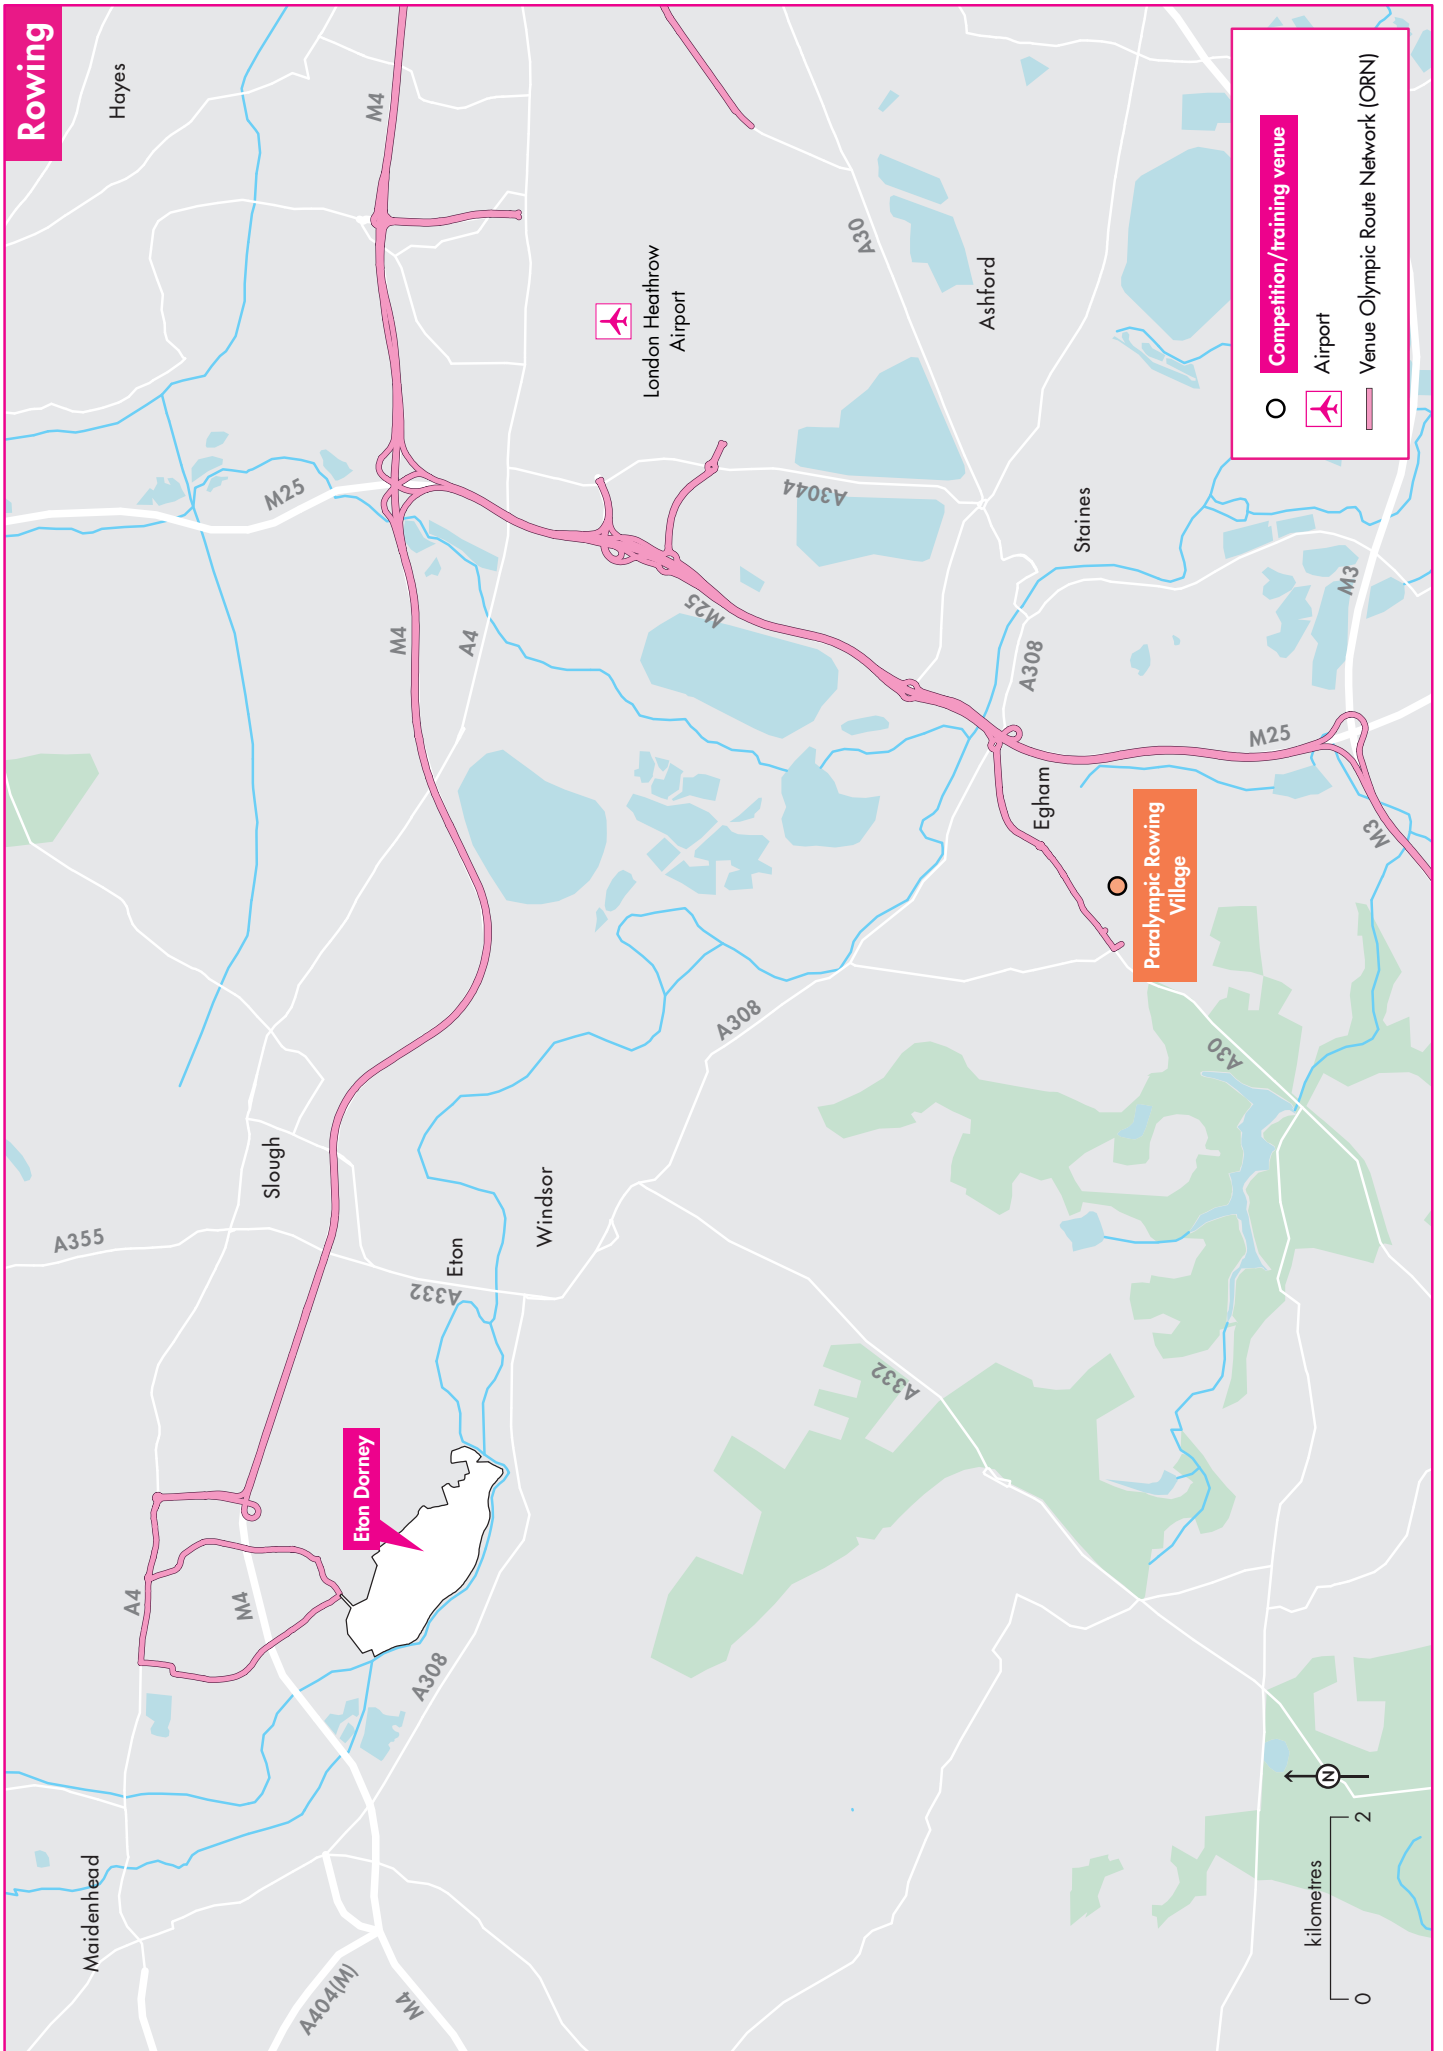 Rowing
Hayes
M4
London Heathrow
Airport
A30
Ashford
M25
A3044
Staines
M4
A4
M25
A308
M3
M25
Egham
M3
Paralympic Rowing
Village
A308
A30
Slough
A355
Eton
Windsor
A332
A332
Eton Dorney
A4
M4
A308
Maidenhead
A404(M)
M4
Competition/training venue
Airport
Venue Olympic Route Network (ORN)
N
kilometres
0
2